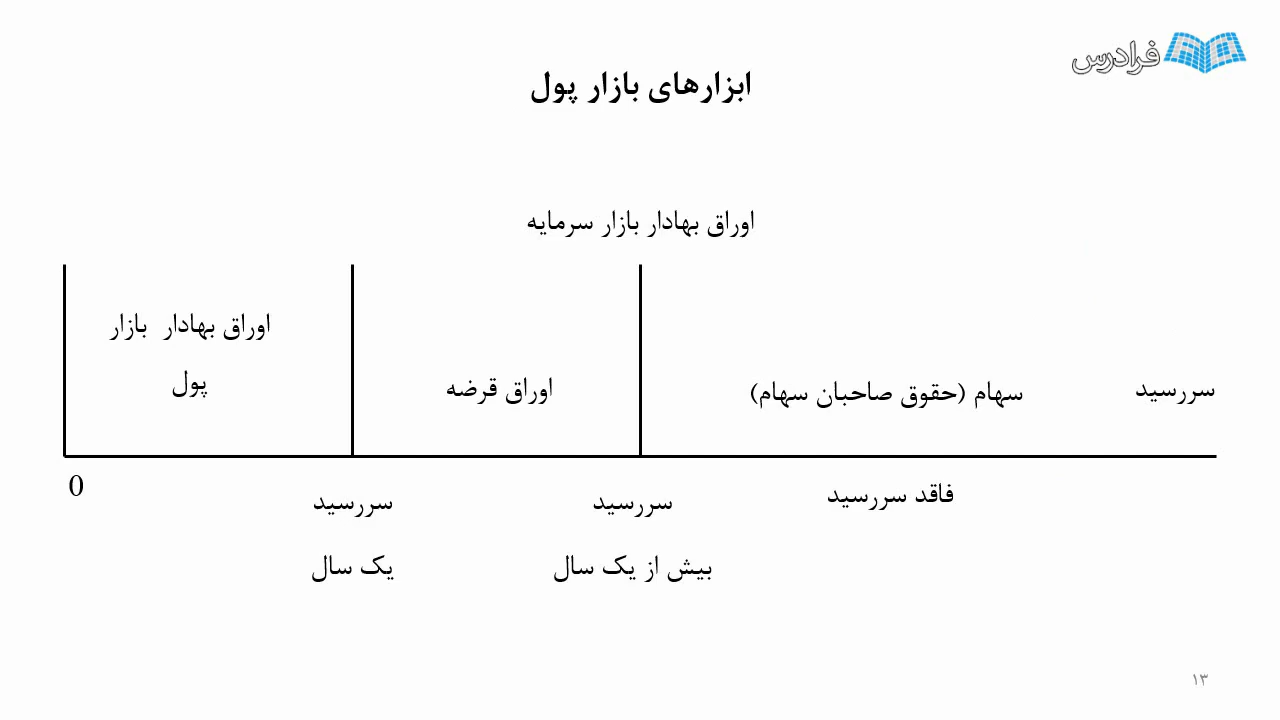 فرادرس
ابزارهای بازار پول
اوراق بهادار بازار سرمایه
سررسید
سهام (حقوق صاحبان سهام)
اوراق قرضه
اوراق بهادار بازار
پول
فاقد سررسید
سررسید
بیش از یک سال
سررسید
یک سال
0
۱۳